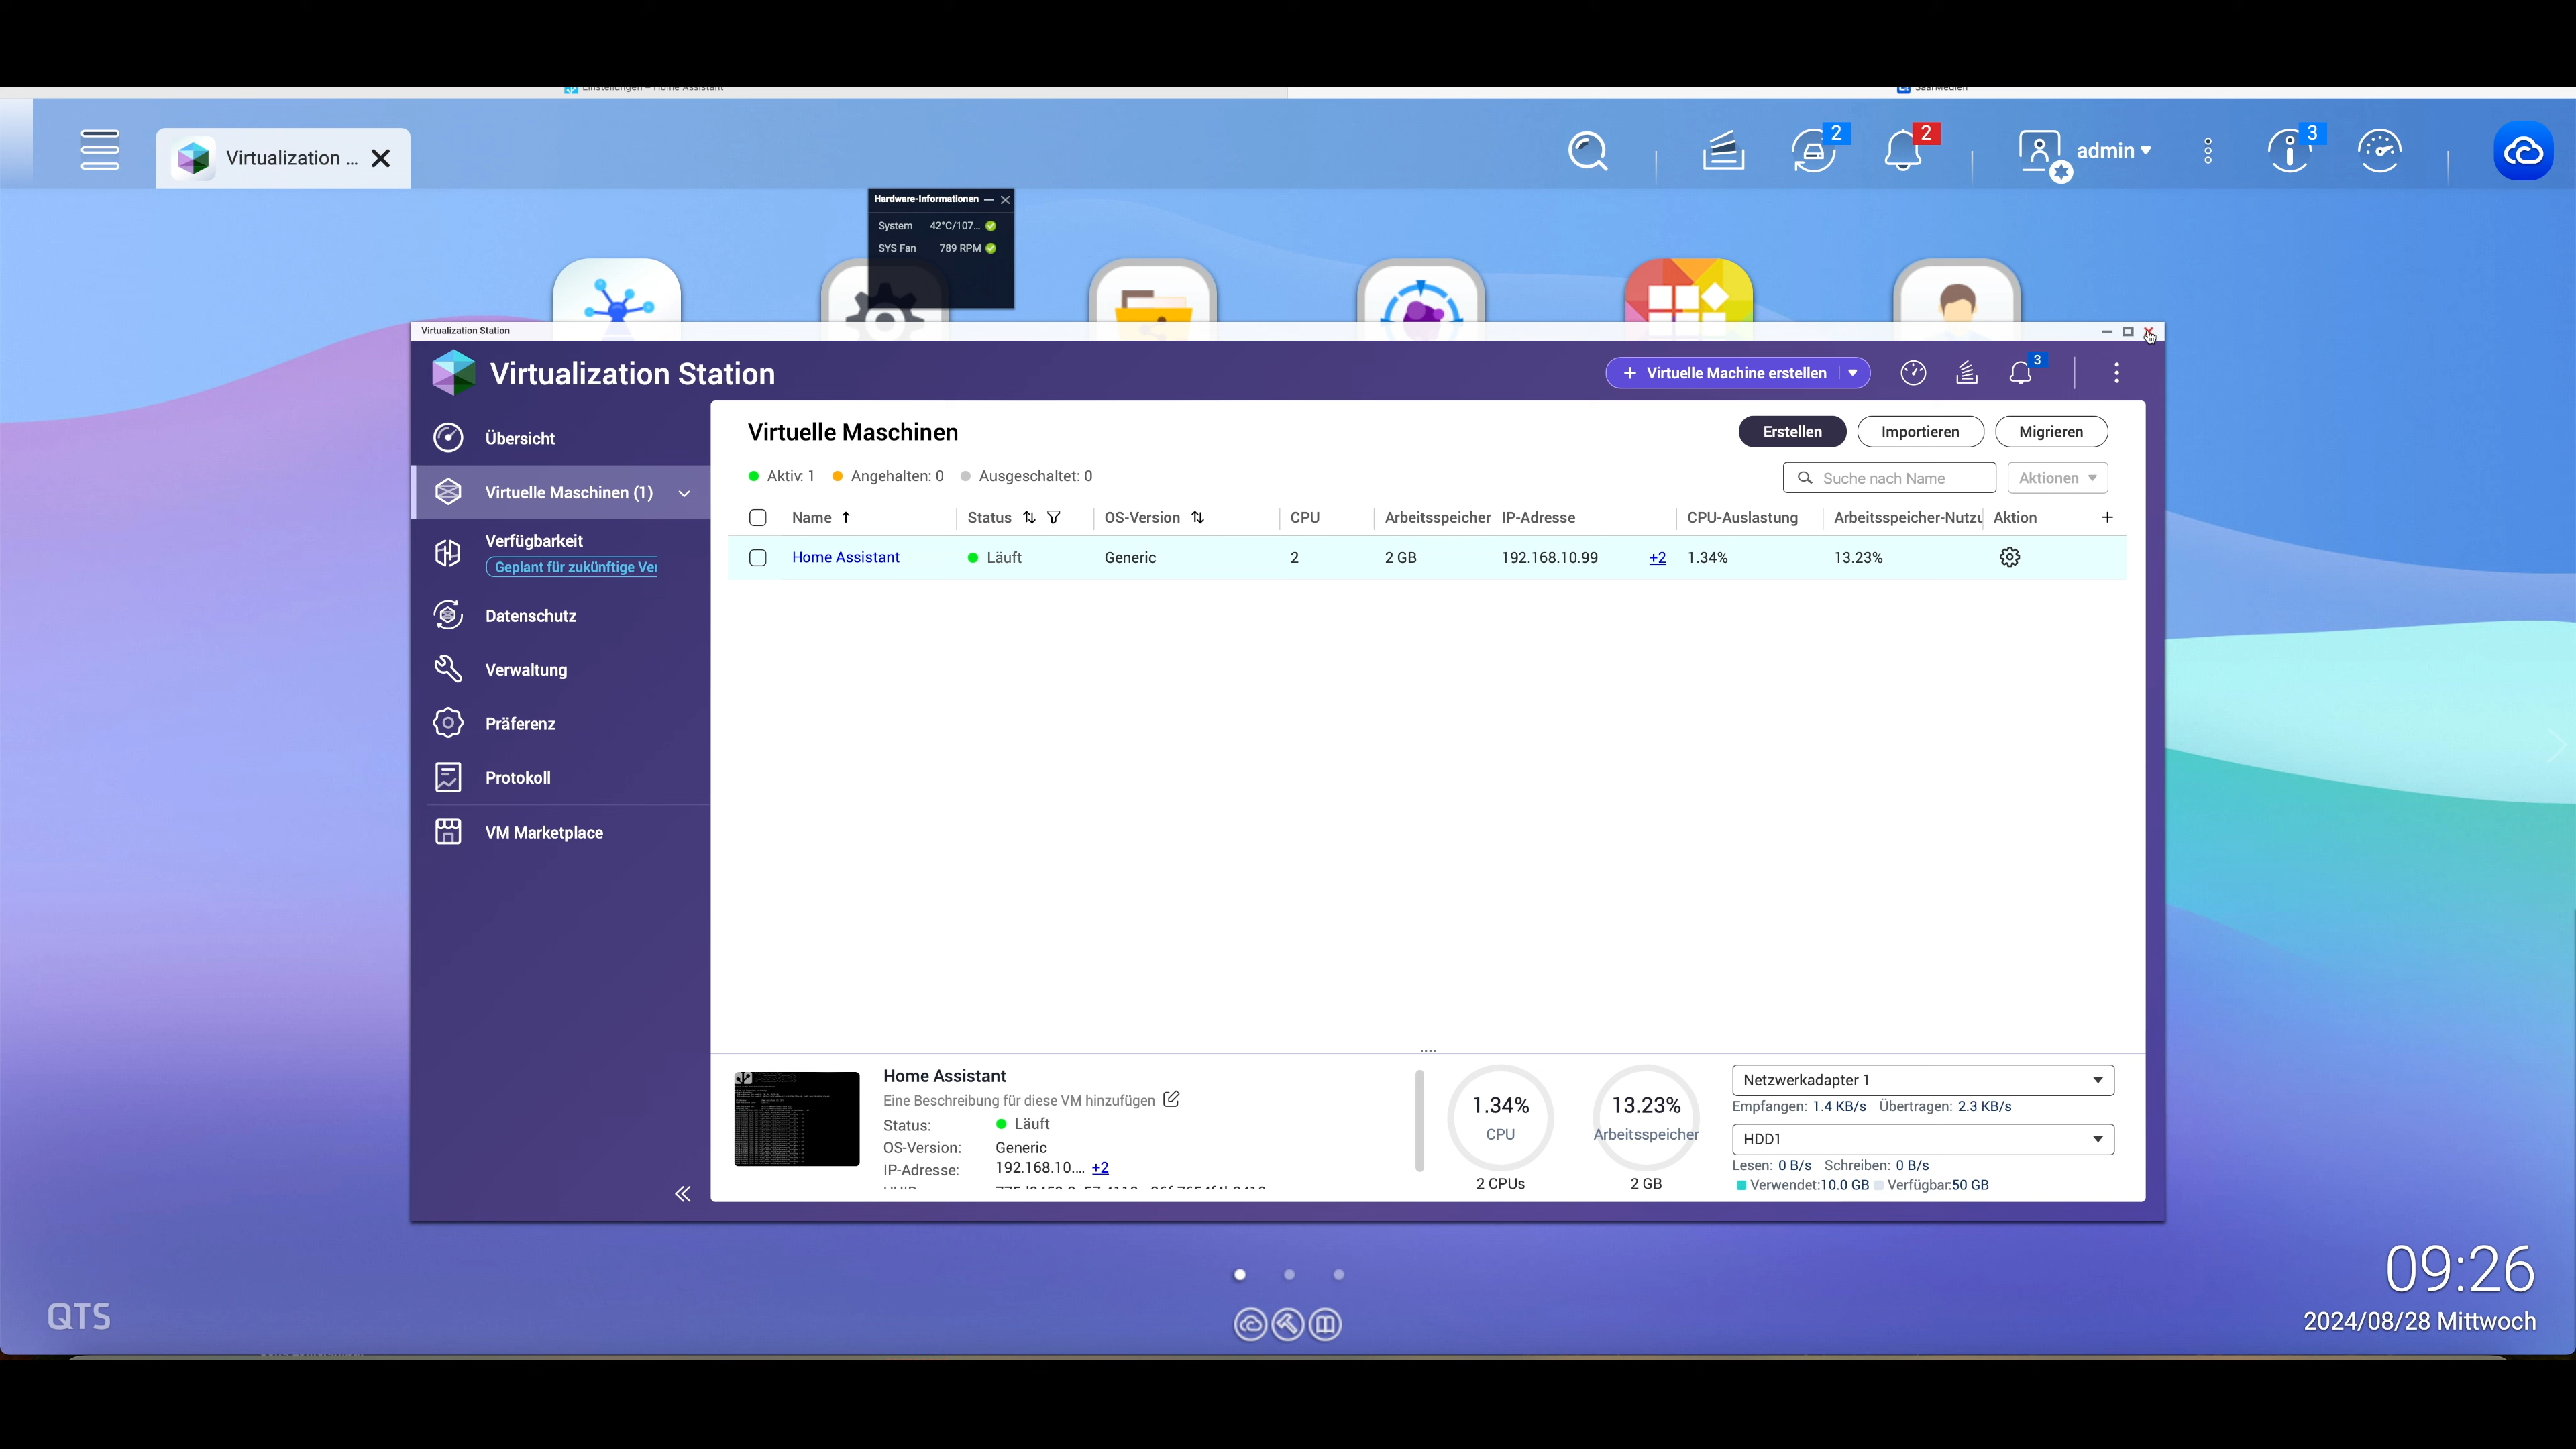 Virtualization ...
2
2
admin
3
Hardware-Informationen
System 42°C/107...
SYS Fan 789 RPM
Virtualization Station
Virtualization Station
+ Virtuelle Machine erstellen
3
Übersicht
Virtuelle Maschinen (1)
Verfügbarkeit
Geplant für zukünftige Ver
Datenschutz
Verwaltung
Präferenz
Protokoll
VM Marketplace
Virtuelle Maschinen
Erstellen Importieren Migrieren
Aktiv: 1 Angehalten: 0 Ausgeschaltet: 0
Suche nach Name
Aktionen
Name Status OS-Version CPU Arbeitsspeicher IP-Adresse CPU-Auslastung Arbeitsspeicher-Nutzu Aktion +
Home Assistant Läuft Generic 2 2 GB 192.168.10.99 +2 1.34% 13.23%
Home Assistant
Eine Beschreibung für diese VM hinzufügen
Status: Läuft
OS-Version: Generic
IP-Adresse: 192.168.10.... +2
1.34%
CPU
2 CPUs
13.23%
Arbeitsspeicher
2 GB
Netzwerkadapter 1
Empfangen: 1.4 KB/s Übertragen: 2.3 KB/s
HDD1
Lesen: 0 B/s Schreiben: 0 B/s
Verwendet:10.0 GB Verfügbar:50 GB
QTS
09:26
2024/08/28 Mittwoch